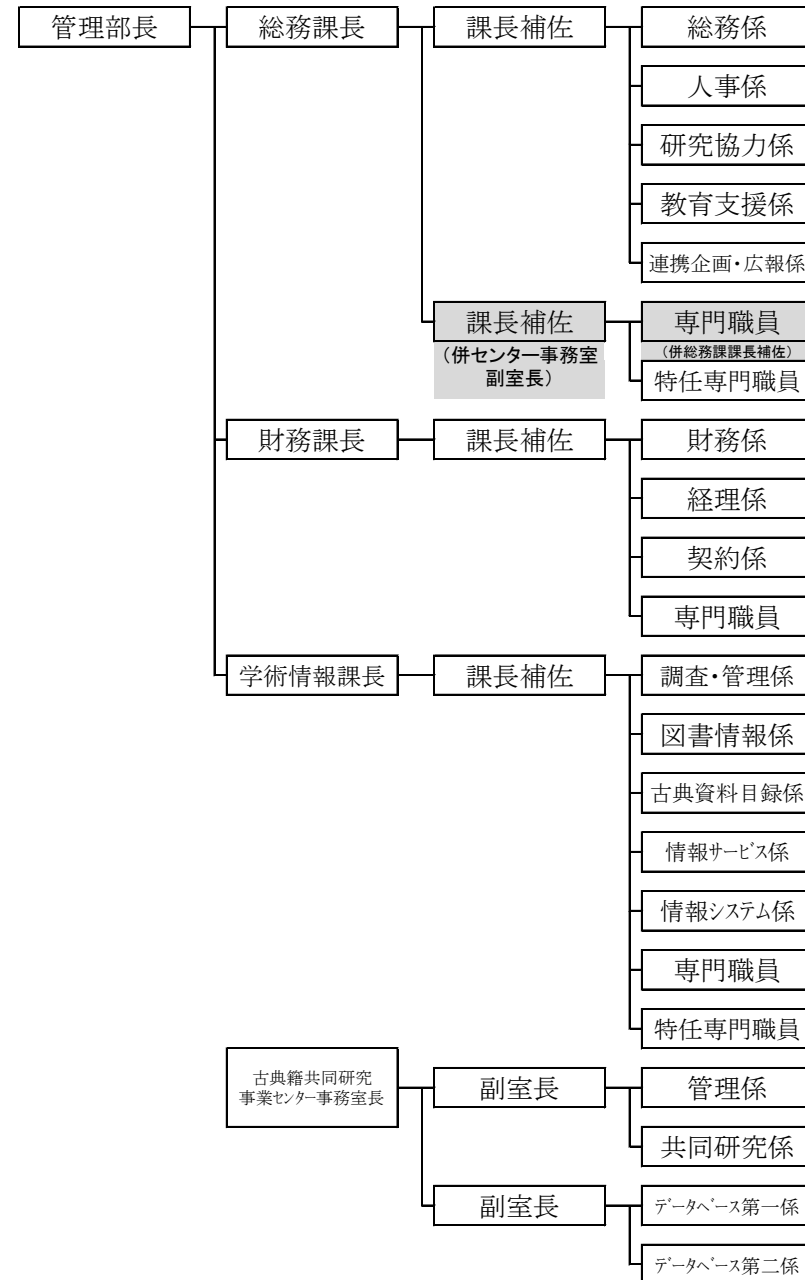 管理部長 総務課長 課長補佐 総務係
人事係
研究協力係
教育支援係
連携企画・広報係
課長補佐 専門職員
（併センター事務室 （併総務課課長補佐）
副室長） 特任専門職員
財務課長 課長補佐 財務係
経理係
契約係
専門職員
学術情報課長 課長補佐 調査・管理係
図書情報係
古典資料目録係
情報ｻｰﾋﾞｽ係
情報ｼｽﾃﾑ係
専門職員
特任専門職員
古典籍共同研究
事業ｾﾝﾀｰ事務室長 副室長 管理係
共同研究係
副室長 ﾃﾞｰﾀﾍﾞｰｽ第一係
ﾃﾞｰﾀﾍﾞｰｽ第二係